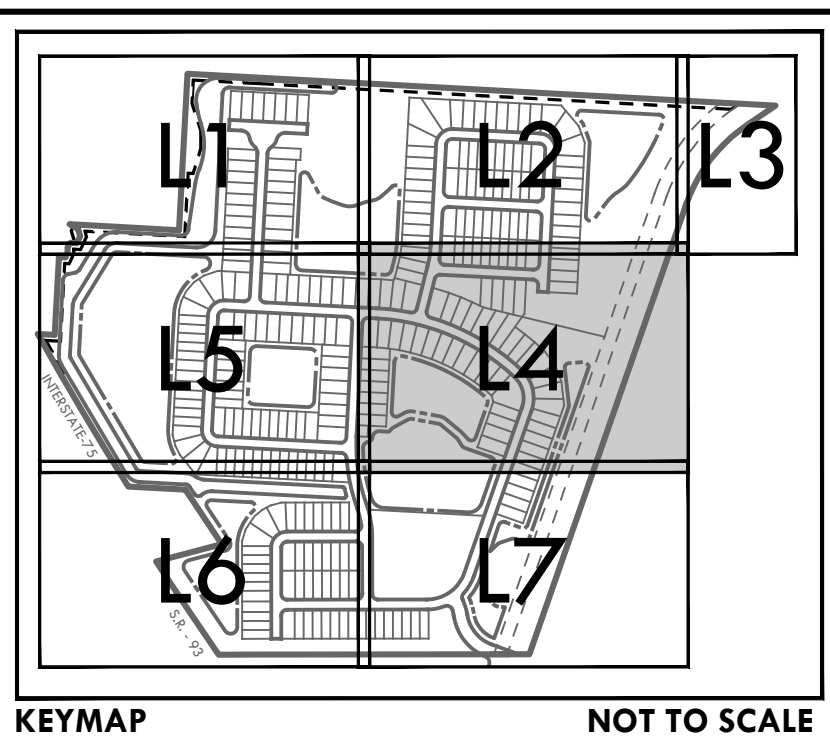 L1
L2
L3
L5
L4
INTERSTATE-75
L6
L7
S.R. - 93
KEYMAP
NOT TO SCALE